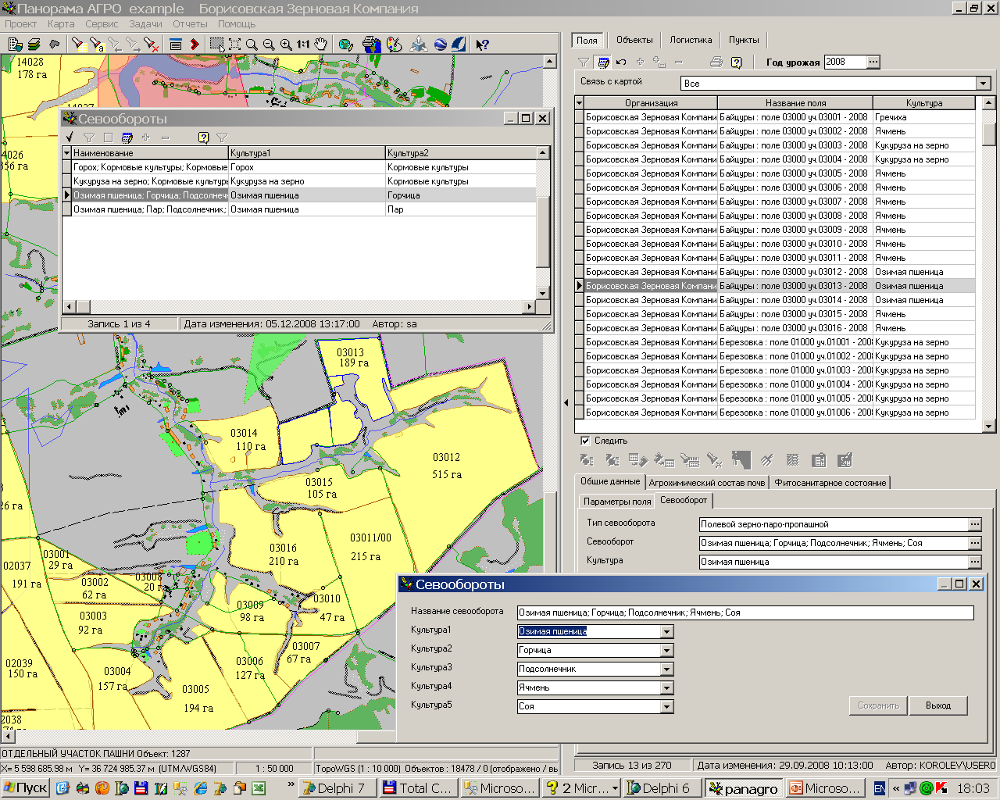 Панорама АГРО example Борисовская Зерновая Компания
Проект Карта Сервис Задачи Отчеты Помощь
1:1
Поля Объекты Логистика Пункты
Год урожая 2008
Связь с картой Все
Организация Название поля Культура
Борисовская Зерновая Компани Байцуры : поле 03000 уч.03001 - 2008 Гречиха
Борисовская Зерновая Компани Байцуры : поле 03000 уч.03002 - 2008 Ячмень
Борисовская Зерновая Компани Байцуры : поле 03000 уч.03003 - 2008 Кукуруза на зерно
Борисовская Зерновая Компани Байцуры : поле 03000 уч.03004 - 2008 Кукуруза на зерно
Борисовская Зерновая Компани Байцуры : поле 03000 уч.03005 - 2008 Ячмень
Борисовская Зерновая Компани Байцуры : поле 03000 уч.03006 - 2008 Ячмень
Борисовская Зерновая Компани Байцуры : поле 03000 уч.03007 - 2008 Ячмень
Борисовская Зерновая Компани Байцуры : поле 03000 уч.03008 - 2008 Ячмень
Борисовская Зерновая Компани Байцуры : поле 03000 уч.03009 - 2008 Ячмень
Борисовская Зерновая Компани Байцуры : поле 03000 уч.03010 - 2008 Ячмень
Борисовская Зерновая Компани Байцуры : поле 03000 уч.03011 - 2008 Ячмень
Борисовская Зерновая Компани Байцуры : поле 03000 уч.03012 - 2008 Озимая пшеница
Борисовская Зерновая Компани Байцуры : поле 03000 уч.03013 - 2008 Озимая пшеница
Борисовская Зерновая Компани Байцуры : поле 03000 уч.03014 - 2008 Озимая пшеница
Борисовская Зерновая Компани Байцуры : поле 03000 уч.03015 - 2008 Ячмень
Борисовская Зерновая Компани Байцуры : поле 03000 уч.03016 - 2008 Ячмень
Борисовская Зерновая Компани Березовка : поле 01000 уч.01001 - 200 Кукуруза на зерно
Борисовская Зерновая Компани Березовка : поле 01000 уч.01002 - 200 Кукуруза на зерно
Борисовская Зерновая Компани Березовка : поле 01000 уч.01003 - 200 Кукуруза на зерно
Борисовская Зерновая Компани Березовка : поле 01000 уч.01004 - 200 Кукуруза на зерно
Борисовская Зерновая Компани Березовка : поле 01000 уч.01005 - 200 Кукуруза на зерно
Борисовская Зерновая Компани Березовка : поле 01000 уч.01006 - 200 Кукуруза на зерно
Следить
Общие данные Агрохимический состав почв Фитосанитарное состояние
Параметры поля Севооборот
Тип севооборота Полевой зерно-паро-пропашной
Севооборот Озимая пшеница; Горчица; Подсолнечник; Ячмень; Соя
Культура Озимая пшеница
Севообороты
Наименование Культура1 Культура2
Горох; Кормовые культуры; Кормовые Горох Кормовые культуры
Кукуруза на зерно; Кормовые культурь Кукуруза на зерно Кормовые культуры
Озимая пшеница; Горчица; Подсолнечн Озимая пшеница Горчица
Озимая пшеница; Пар; Подсолнечник; Озимая пшеница Пар
Запись 1 из 4 Дата изменения: 05.12.2008 13:17:00 Автор: sa
14028
178 га
14037
14026
356 га
03013
189 га
03014
110 га
03012
515 га
03015
105 га
03016
210 га
03011/00
215 га
26 га
03001
29 га
02037
191 га
03002
62 га
03008
20 га
03003
92 га
03009
98 га
03010
47 га
03007
67 га
03006
127 га
02039
150 га
03004
157 га
03005
194 га
2038
74 га
Севообороты
Название севооборота Озимая пшеница; Горчица; Подсолнечник; Ячмень; Соя
Культура1 Озимая пшеница
Культура2 Горчица
Культура3 Подсолнечник
Культура4 Ячмень
Культура5 Соя
Сохранить Выход
ОТДЕЛЬНЫЙ УЧАСТОК ПАШНИ Объект: 1287
X= 5 598 685.98 м Y= 36 724 985.37 м (UTM/WGS84) 1 : 50 000 TopoWGS (1 : 10 000) Объектов : 18478 / 0 (отображено / вы
Запись 13 из 270 Дата изменения: 29.09.2008 10:13:00 Автор: KOROLEV\USER0
Пуск » Delphi 7 Total C... Microso... 2 Micr... Delphi 6 panagro Microso... EN « 18:03